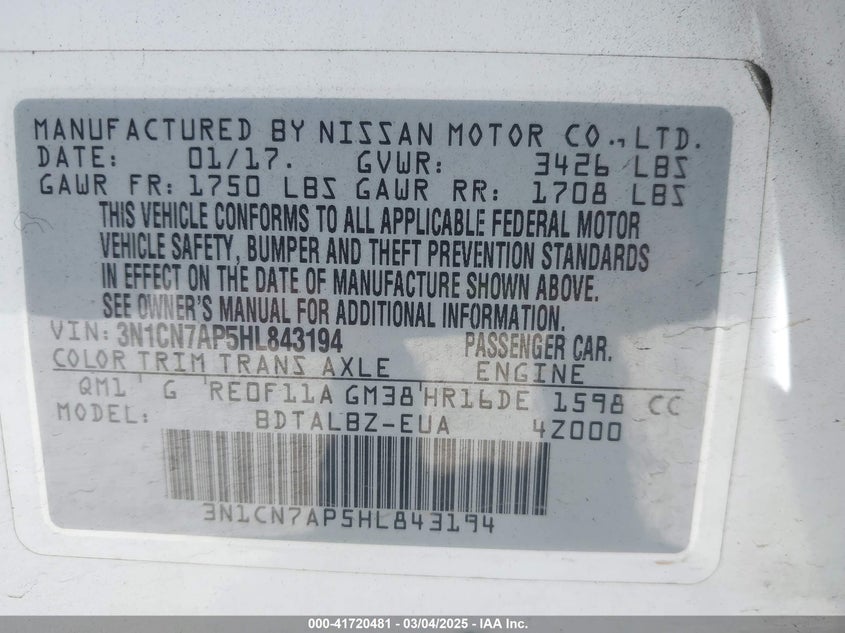 MANUFACTURED BY NISSAN MOTOR CO., LTD.
DATE: 01/17. GVWR: 3426 LBS
GAWR FR: 1750 LBS GAWR RR: 1708 LBS
THIS VEHICLE CONFORMS TO ALL APPLICABLE FEDERAL MOTOR
VEHICLE SAFETY, BUMPER AND THEFT PREVENTION STANDARDS
IN EFFECT ON THE DATE OF MANUFACTURE SHOWN ABOVE.
SEE OWNER'S MANUAL FOR ADDITIONAL INFORMATION.
VIN: 3N1CN7AP5HL843194 PASSENGER CAR.
COLOR TRIM TRANS AXLE ENGINE
QM1 G RE0F11A GM38 HR16DE 1598 CC
MODEL: BDTALBZ-EUA 4Z000
3N1CN7AP5HL843194
000-41720481 - 03/04/2025 - IAA Inc.